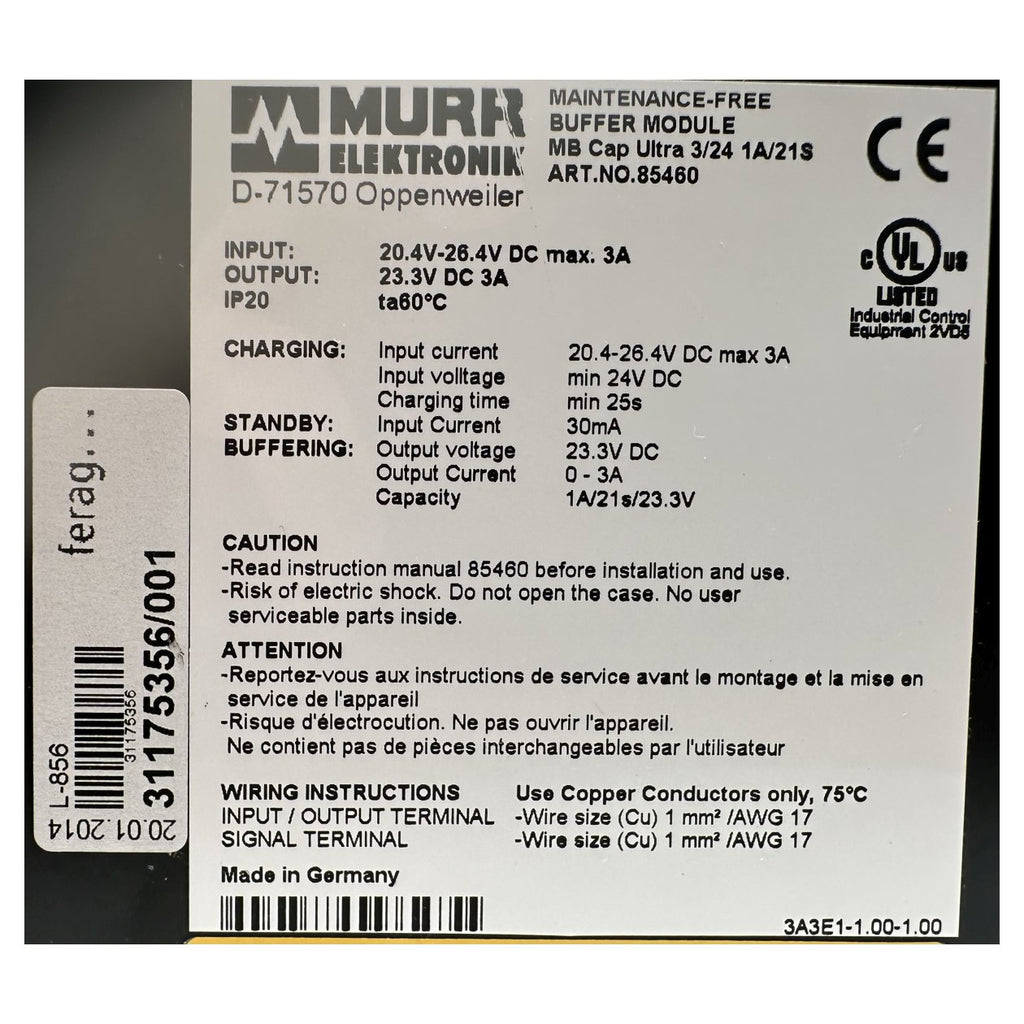 MURR
ELEKTRONIK
D-71570 Oppenweiler
MAINTENANCE-FREE
BUFFER MODULE
MB Cap Ultra 3/24 1A/21S
ART.NO.85460
CE
c UL us
LISTED
Industrial Control
Equipment 2VD5
INPUT: 20.4V-26.4V DC max. 3A
OUTPUT: 23.3V DC 3A
IP20 ta60°C
CHARGING: Input current 20.4-26.4V DC max 3A
Input volltage min 24V DC
Charging time min 25s
STANDBY: Input Current 30mA
BUFFERING: Output voltage 23.3V DC
Output Current 0 - 3A
Capacity 1A/21s/23.3V
CAUTION
-Read instruction manual 85460 before installation and use.
-Risk of electric shock. Do not open the case. No user
serviceable parts inside.
ATTENTION
-Reportez-vous aux instructions de service avant le montage et la mise en
service de l'appareil
-Risque d'électrocution. Ne pas ouvrir l'appareil.
Ne contient pas de pièces interchangeables par l'utilisateur
WIRING INSTRUCTIONS Use Copper Conductors only, 75°C
INPUT / OUTPUT TERMINAL -Wire size (Cu) 1 mm² /AWG 17
SIGNAL TERMINAL -Wire size (Cu) 1 mm² /AWG 17
Made in Germany
3A3E1-1.00-1.00
ferag...
L-856
31175356
31175356/001
20.01.2014